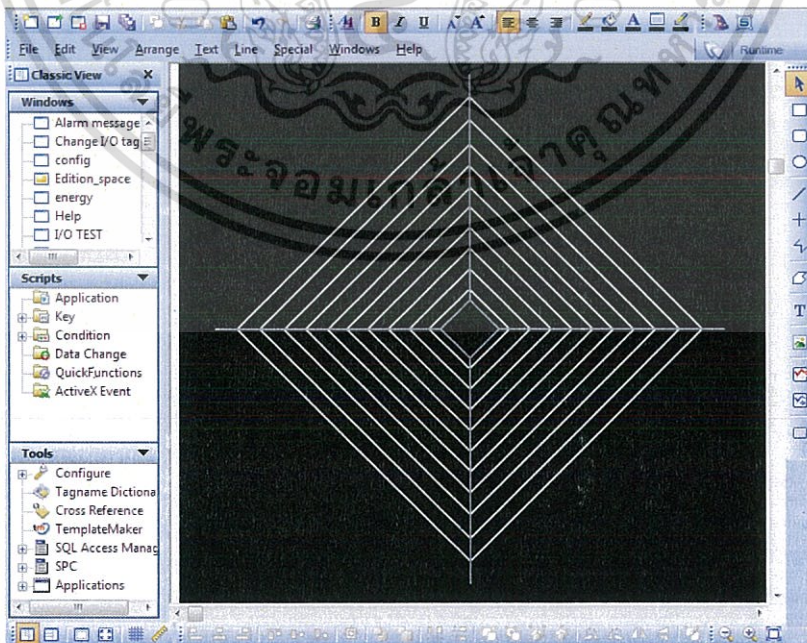 B I U A A A
File Edit View Arrange Text Line Special Windows Help
Runtime
Classic View X
Windows
Alarm message
Change I/O tag
config
Edition_space
energy
Help
I/O TEST
Scripts
Application
Key
Condition
Data Change
QuickFunctions
ActiveX Event
Tools
Configure
Tagname Dictiona
Cross Reference
TemplateMaker
SQL Access Manag
SPC
Applications
T
พระจอมเกล้าเจ้าคุณทหาร